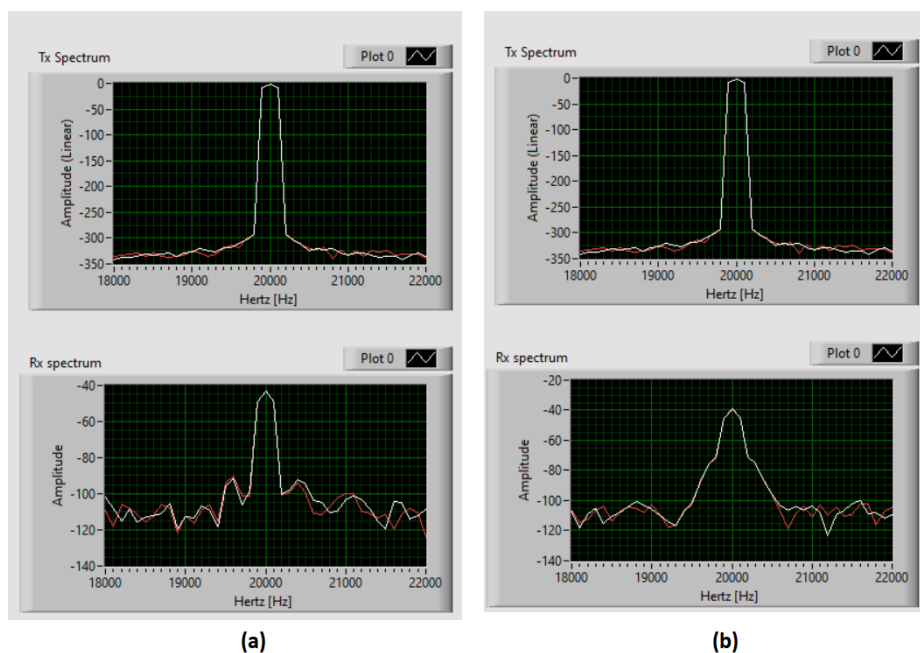 Tx Spectrum
Plot 0
0
-50
-100
-150
-200
-250
-300
-350
Amplitude (Linear)
18000 19000 20000 21000 22000
Hertz [Hz]
Rx spectrum
Plot 0
-40
-60
-80
-100
-120
-140
Amplitude
18000 19000 20000 21000 22000
Hertz [Hz]
(a)
Tx Spectrum
Plot 0
0
-50
-100
-150
-200
-250
-300
-350
Amplitude (Linear)
18000 19000 20000 21000 22000
Hertz [Hz]
Rx spectrum
Plot 0
-20
-40
-60
-80
-100
-120
-140
Amplitude
18000 19000 20000 21000 22000
Hertz [Hz]
(b)